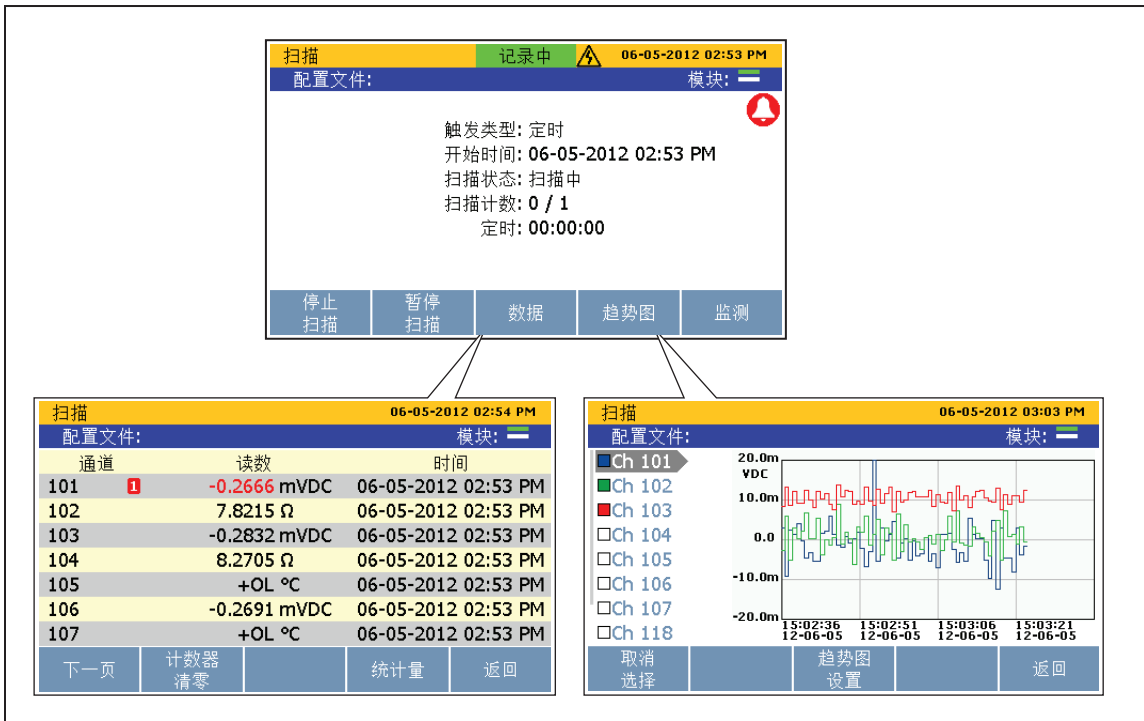 扫描 记录中 06-05-2012 02:53 PM
配置文件: 模块:
触发类型: 定时
开始时间: 06-05-2012 02:53 PM
扫描状态: 扫描中
扫描计数: 0 / 1
定时: 00:00:00
停止 扫描 暂停 扫描 数据 趋势图 监测
扫描 06-05-2012 02:54 PM
配置文件: 模块:
通道 读数 时间
101 1 -0.2666 mVDC 06-05-2012 02:53 PM
102 7.8215 Ω 06-05-2012 02:53 PM
103 -0.2832 mVDC 06-05-2012 02:53 PM
104 8.2705 Ω 06-05-2012 02:53 PM
105 +OL °C 06-05-2012 02:53 PM
106 -0.2691 mVDC 06-05-2012 02:53 PM
107 +OL °C 06-05-2012 02:53 PM
下一页 计数器 清零 统计量 返回
扫描 06-05-2012 03:03 PM
配置文件: 模块:
Ch 101
Ch 102
Ch 103
Ch 104
Ch 105
Ch 106
Ch 107
Ch 118
20.0m
VDC
10.0m
0.0
-10.0m
-20.0m
15:02:36 15:02:51 15:03:06 15:03:21
12-06-05 12-06-05 12-06-05 12-06-05
取消 选择 趋势图 设置 返回